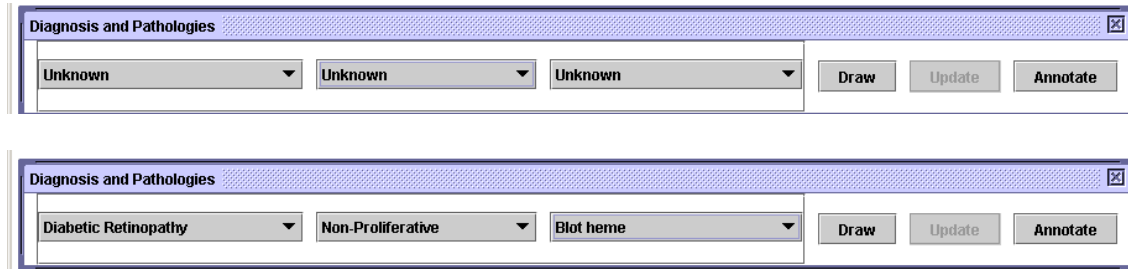 Diagnosis and Pathologies
Unknown Unknown Unknown Draw Update Annotate
Diagnosis and Pathologies
Diabetic Retinopathy Non-Proliferative Blot heme Draw Update Annotate